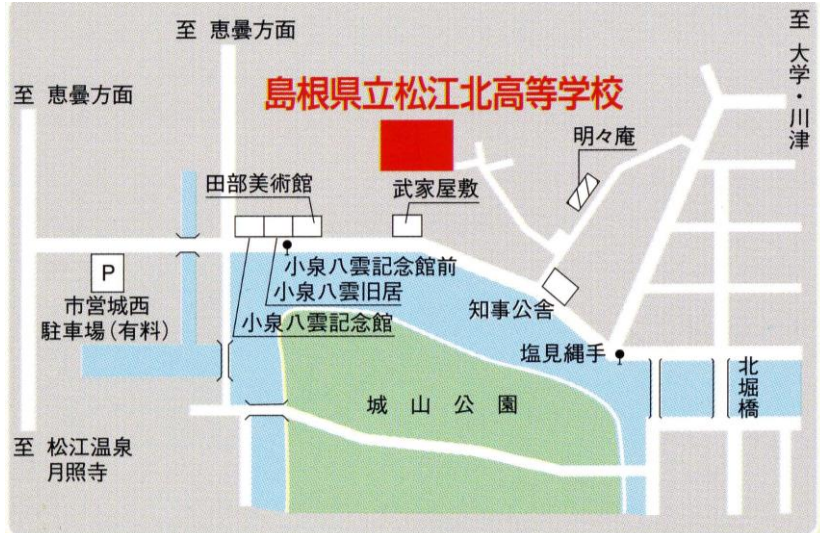 至 恵曇方面
至 恵曇方面
至 大学・川津
島根県立松江北高等学校
明々庵
田部美術館
武家屋敷
P
市営城西
駐車場(有料)
小泉八雲記念館前
小泉八雲旧居
小泉八雲記念館
知事公舎
塩見縄手
北堀橋
城山公園
至 松江温泉
月照寺